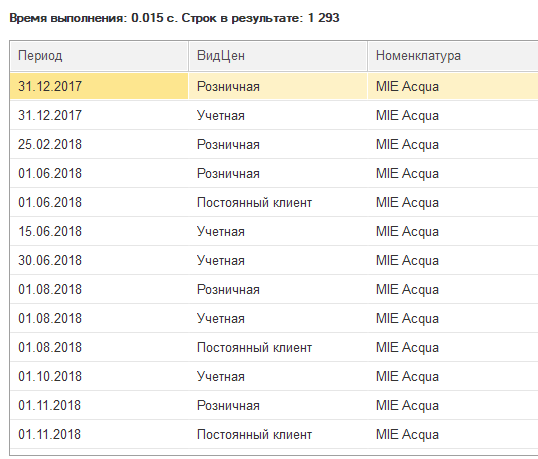 Время выполнения: 0.015 с. Строк в результате: 1 293
Период ВидЦен Номенклатура
31.12.2017 Розничная MIE Acqua
31.12.2017 Учетная MIE Acqua
25.02.2018 Розничная MIE Acqua
01.06.2018 Розничная MIE Acqua
01.06.2018 Постоянный клиент MIE Acqua
15.06.2018 Учетная MIE Acqua
30.06.2018 Учетная MIE Acqua
01.08.2018 Розничная MIE Acqua
01.08.2018 Учетная MIE Acqua
01.08.2018 Постоянный клиент MIE Acqua
01.10.2018 Учетная MIE Acqua
01.11.2018 Розничная MIE Acqua
01.11.2018 Постоянный клиент MIE Acqua